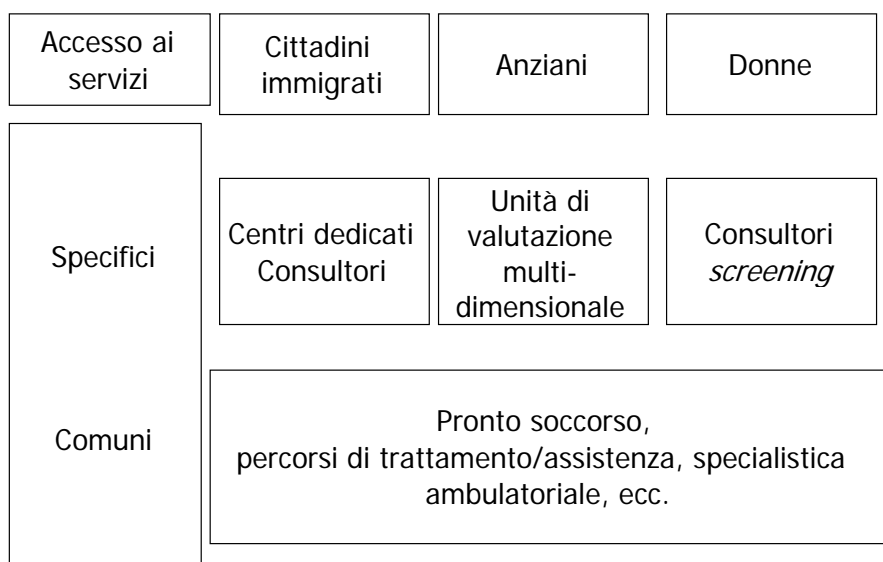 Accesso ai
servizi
Cittadini
immigrati
Anziani
Donne
Specifici
Centri dedicati
Consultori
Unità di
valutazione
multi-
dimensionale
Consultori
screening
Comuni
Pronto soccorso,
percorsi di trattamento/assistenza, specialistica
ambulatoriale, ecc.